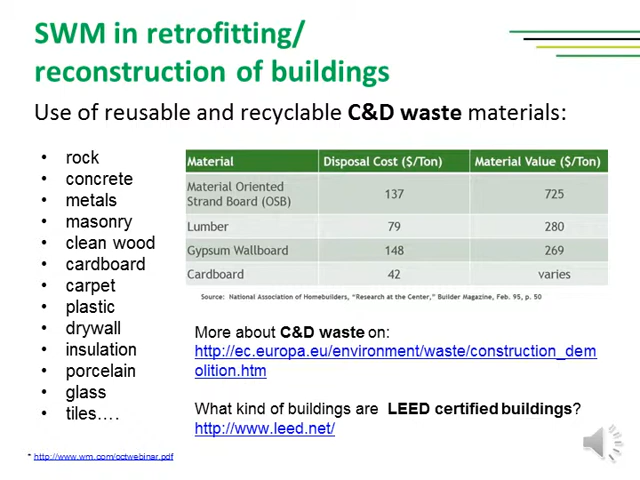 SWM in retrofitting/
reconstruction of buildings
Use of reusable and recyclable C&D waste materials:
• rock
• concrete
• metals
• masonry
• clean wood
• cardboard
• carpet
• plastic
• drywall
• insulation
• porcelain
• glass
• tiles….
Material Disposal Cost ($/Ton) Material Value ($/Ton)
Material Oriented
Strand Board (OSB) 137 725
Lumber 79 280
Gypsum Wallboard 148 269
Cardboard 42 varies
Source: National Association of Homebuilders, “Research at the Center,” Builder Magazine, Feb. 95, p. 50
More about C&D waste on:
http://ec.europa.eu/environment/waste/construction_dem
olition.htm
What kind of buildings are LEED certified buildings?
http://www.leed.net/
* http://www.wm.com/octwebinar.pdf